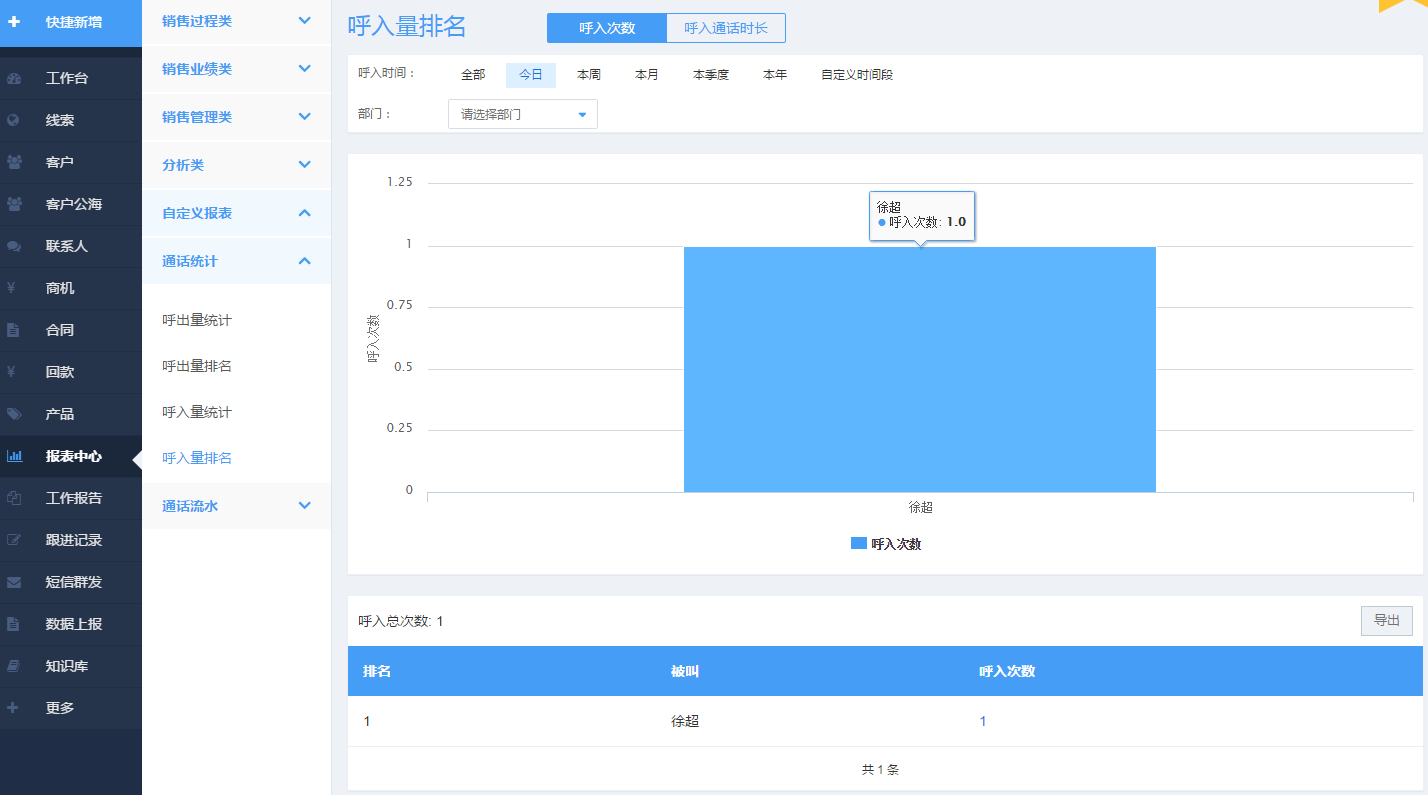 快捷新增
工作台
线索
客户
客户公海
联系人
商机
合同
回款
产品
报表中心
工作报告
跟进记录
短信群发
数据上报
知识库
更多
销售过程类
销售业绩类
销售管理类
分析类
自定义报表
通话统计
呼出量统计
呼出量排名
呼入量统计
呼入量排名
通话流水
呼入量排名
呼入次数 呼入通话时长
呼入时间： 全部 今日 本周 本月 本季度 本年 自定义时间段
部门： 请选择部门
1.25
1
0.75
0.5
0.25
0
呼入次数
徐超
呼入次数: 1.0
徐超
呼入次数
呼入总次数: 1 导出
排名 被叫 呼入次数
1 徐超 1
共 1 条